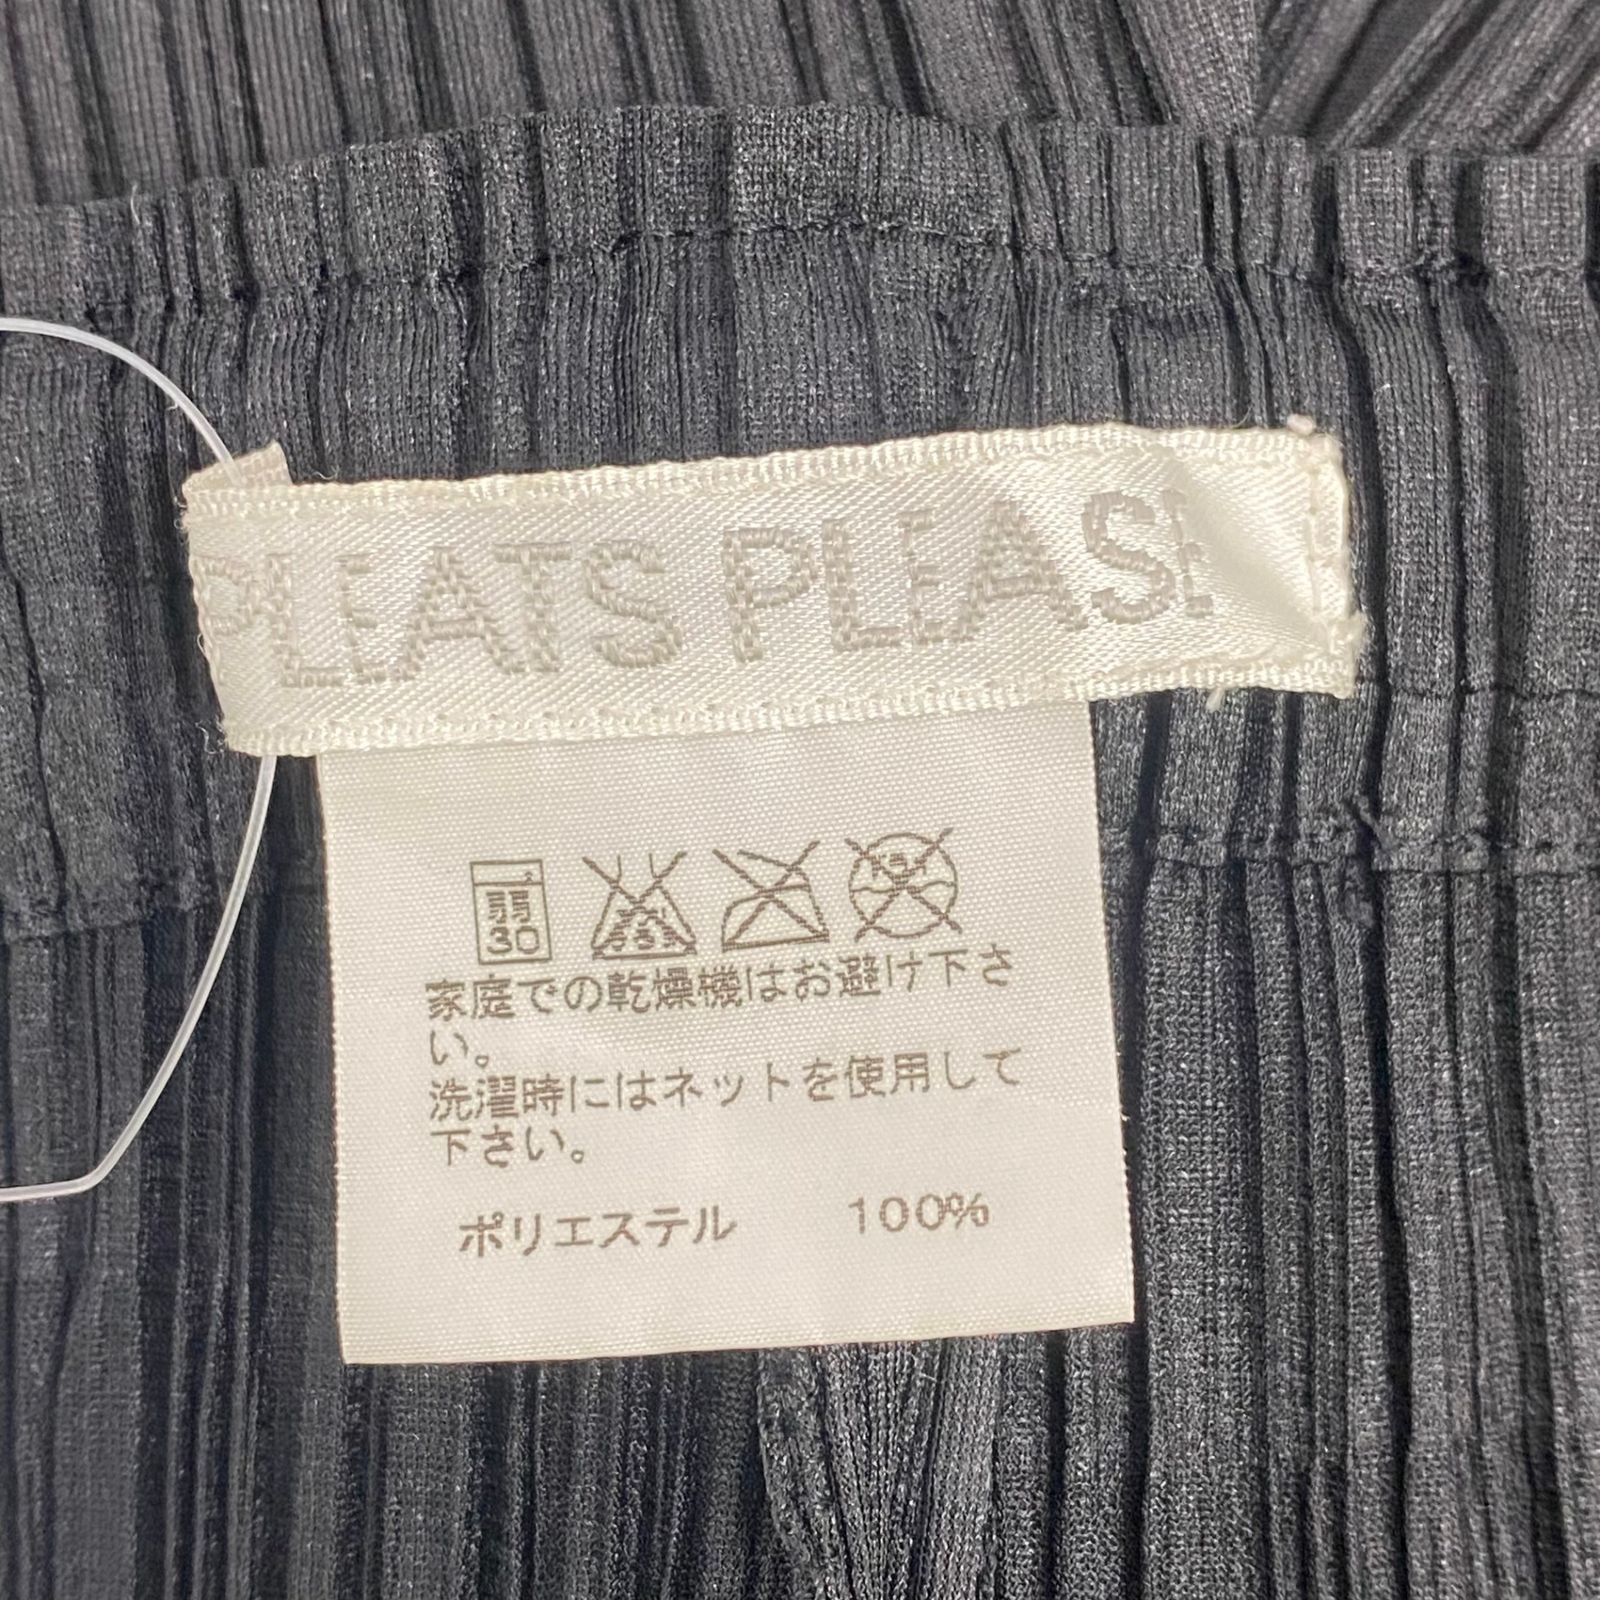 PLEATS PLEASE
弱
30
家庭での乾燥機はお避け下さ
い。
洗濯時にはネットを使用して
下さい。
ポリエステル 100%